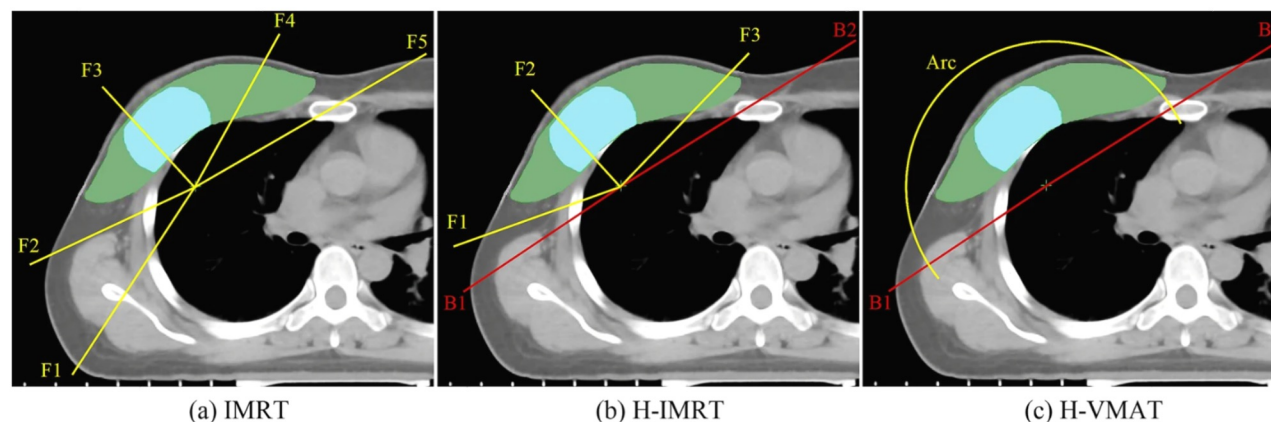 F4
F5
F3
F2
F1
(a) IMRT
B2
F3
F2
F1
B1
(b) H-IMRT
B
Arc
B1
(c) H-VMAT